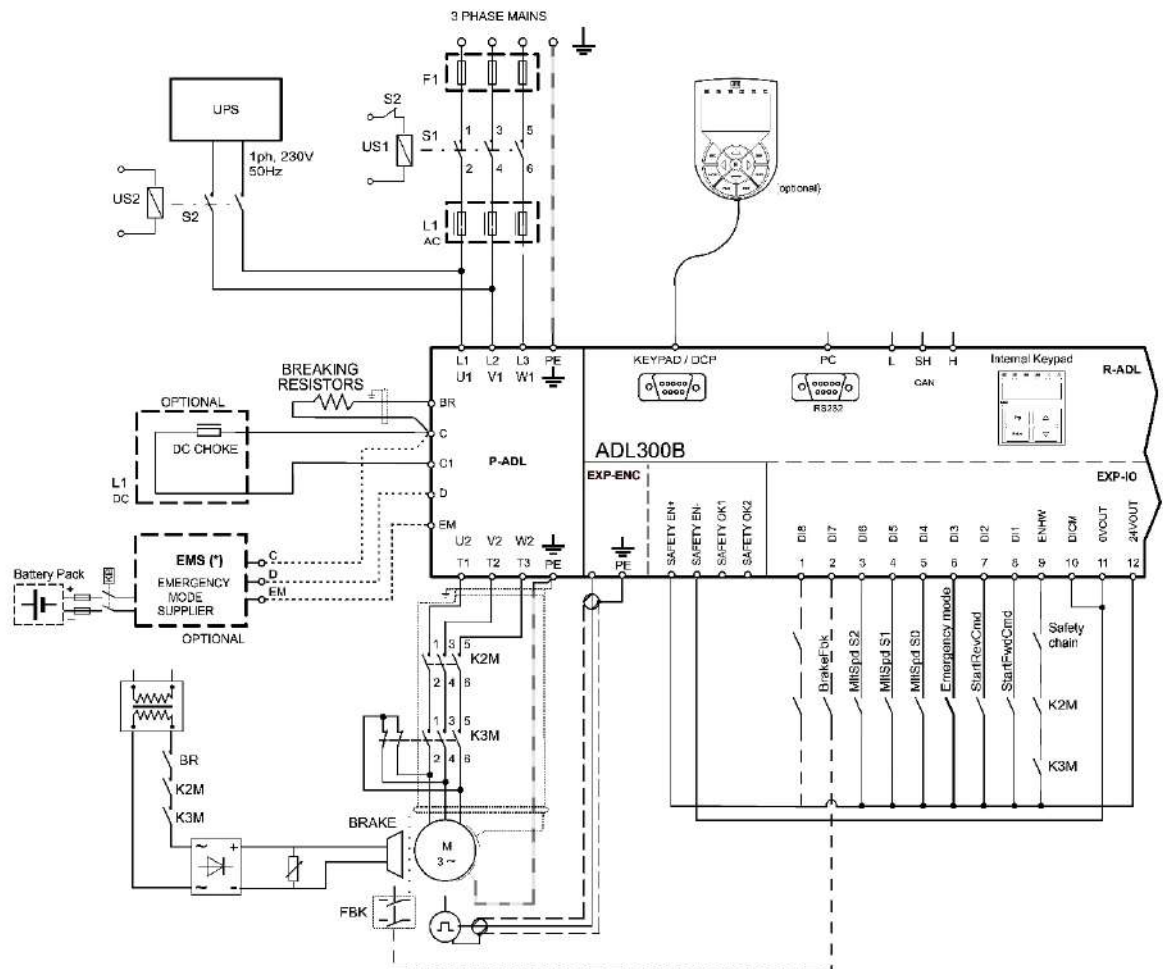 3 PHASE MAINS
F1
UPS
S2
US1
S1
1 3 5
2 4 6
1ph, 230V
50Hz
US2
S2
L1
AC
(optional)
L1 L2 L3 PE
U1 V1 W1
KEYPAD / DCP
PC
RS232
L SH H
CAN
Internal Keypad
R-ADL
BREAKING
RESISTORS
BR
OPTIONAL
DC CHOKE
C
P-ADL
C1
L1
DC
D
EM
ADL300B
EXP-ENC
EXP-IO
SAFETY EN+
SAFETY EN-
SAFETY OK1
SAFETY OK2
DI8
DI7
DI6
DI5
DI4
DI3
DI2
DI1
ENHW
DICM
0VOUT
24VOUT
1 2 3 4 5 6 7 8 9 10 11 12
U2 V2 W2
T1 T2 T3 PE
PE
EMS (*)
EMERGENCY
MODE
SUPPLIER
OPTIONAL
C
D
EM
Battery Pack
+
−
1 3 5
K2M
2 4 6
1 3 5
K3M
2 4 6
BrakeFbk
MltSpd S2
MltSpd S1
MltSpd S0
Emergency mode
StartRevCmd
StartFwdCmd
Safety
chain
K2M
K3M
BR
K2M
K3M
~ +
~ -
BRAKE
M
3 ~
FBK